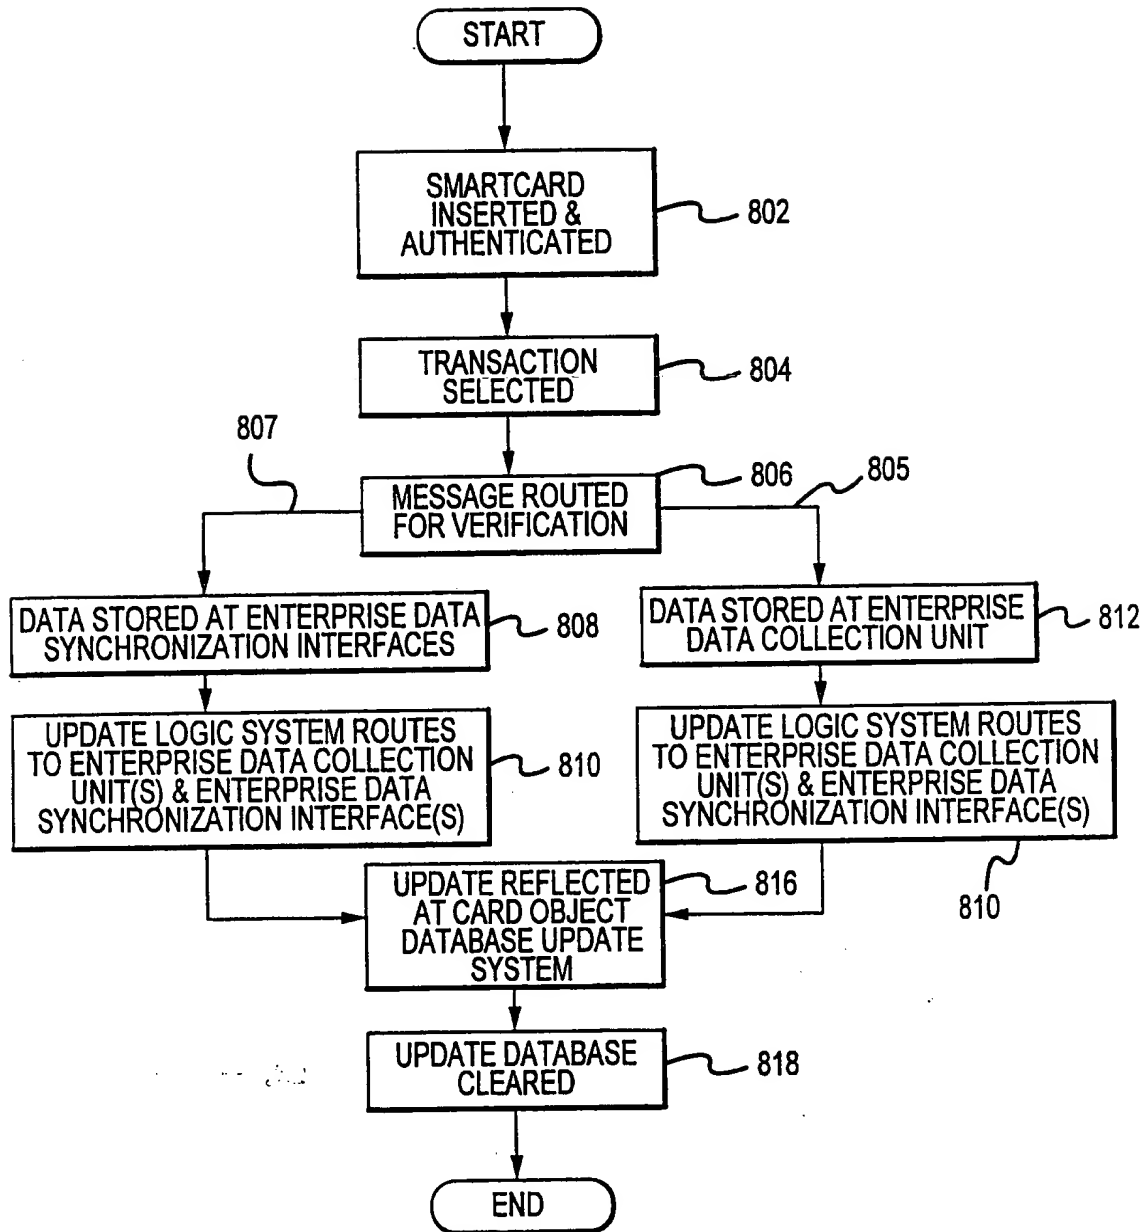 START
SMARTCARD
INSERTED &
AUTHENTICATED
802
TRANSACTION
SELECTED
804
807
806
805
MESSAGE ROUTED
FOR VERIFICATION
DATA STORED AT ENTERPRISE DATA
SYNCHRONIZATION INTERFACES
808
DATA STORED AT ENTERPRISE
DATA COLLECTION UNIT
812
UPDATE LOGIC SYSTEM ROUTES
TO ENTERPRISE DATA COLLECTION
UNIT(S) & ENTERPRISE DATA
SYNCHRONIZATION INTERFACE(S)
810
UPDATE LOGIC SYSTEM ROUTES
TO ENTERPRISE DATA COLLECTION
UNIT(S) & ENTERPRISE DATA
SYNCHRONIZATION INTERFACE(S)
810
UPDATE REFLECTED
AT CARD OBJECT
DATABASE UPDATE
SYSTEM
816
UPDATE DATABASE
CLEARED
818
END